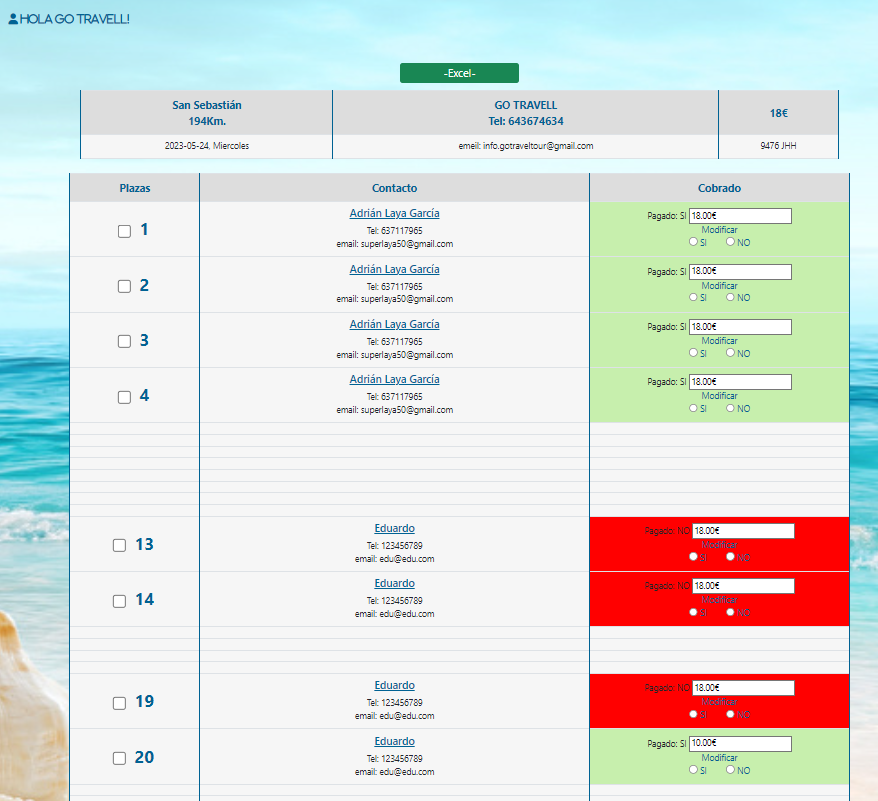 HOLA GO TRAVELL!
-Excel-
San Sebastián
194Km.
GO TRAVELL
Tel: 643674634
18€
2023-05-24, Miercoles
emeil: info.gotraveltour@gmail.com
9476 JHH
Plazas
Contacto
Cobrado
1
Adrián Laya García
Tel: 637117965
email: superlaya50@gmail.com
Pagado: SI 18.00€
Modificar
SI NO
2
Adrián Laya García
Tel: 637117965
email: superlaya50@gmail.com
Pagado: SI 18.00€
Modificar
SI NO
3
Adrián Laya García
Tel: 637117965
email: superlaya50@gmail.com
Pagado: SI 18.00€
Modificar
SI NO
4
Adrián Laya García
Tel: 637117965
email: superlaya50@gmail.com
Pagado: SI 18.00€
Modificar
SI NO
13
Eduardo
Tel: 123456789
email: edu@edu.com
Pagado: NO 18.00€
Modificar
SI NO
14
Eduardo
Tel: 123456789
email: edu@edu.com
Pagado: NO 18.00€
Modificar
SI NO
19
Eduardo
Tel: 123456789
email: edu@edu.com
Pagado: NO 18.00€
Modificar
SI NO
20
Eduardo
Tel: 123456789
email: edu@edu.com
Pagado: SI 10.00€
Modificar
SI NO